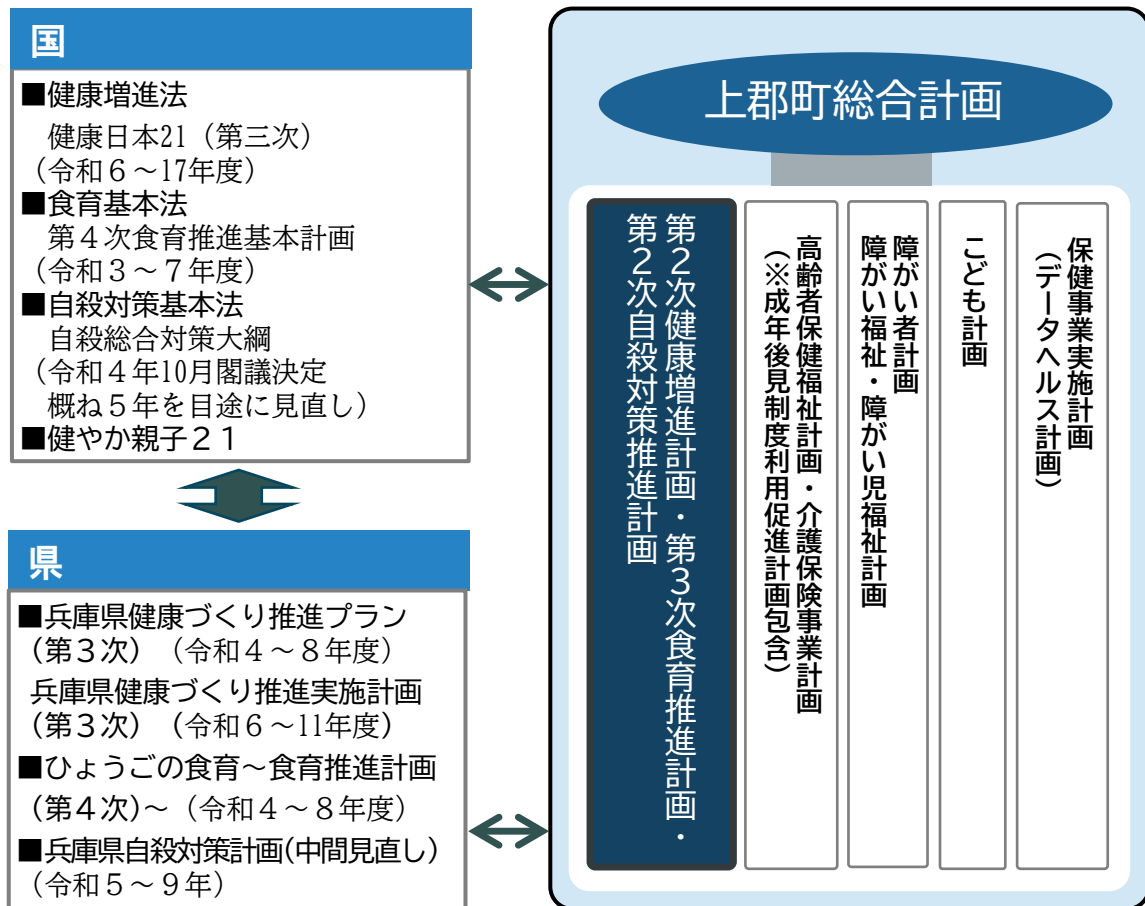 国
■健康増進法
健康日本21（第三次）
（令和６～17年度）
■食育基本法
第４次食育推進基本計画
（令和３～７年度）
■自殺対策基本法
自殺総合対策大綱
（令和４年10月閣議決定
概ね５年を目途に見直し）
■健やか親子２１
県
■兵庫県健康づくり推進プラン
（第３次）（令和４～８年度）
兵庫県健康づくり推進実施計画
（第３次）（令和６～11年度）
■ひょうごの食育～食育推進計画
（第４次）～（令和４～８年度）
■兵庫県自殺対策計画(中間見直し)
（令和５～９年）
上郡町総合計画
第２次健康増進計画・第３次食育推進計画・
第２次自殺対策推進計画
高齢者保健福祉計画・介護保険事業計画
（※成年後見制度利用促進計画包含）
障がい者計画
障がい福祉・障がい児福祉計画
こども計画
保健事業実施計画
（データヘルス計画）